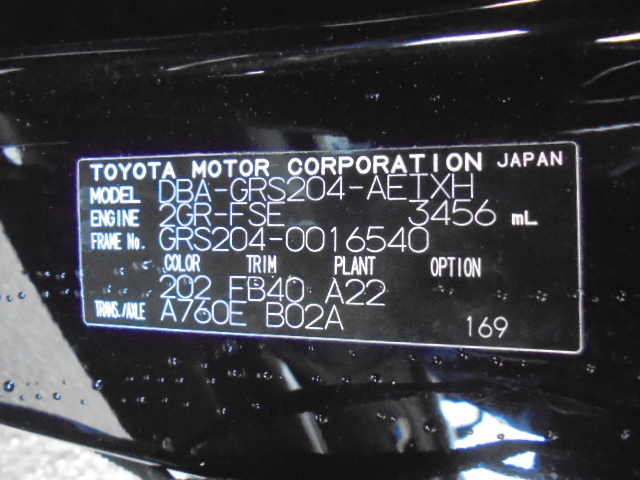 TOYOTA MOTOR CORPORATION JAPAN
MODEL DBA-GRS204-AETXH
ENGINE 2GR-FSE 3456 mL
FRAME No. GRS204-0016540
COLOR TRIM PLANT OPTION
202 FB40 A22
TRANS./AXLE A760E B02A
169